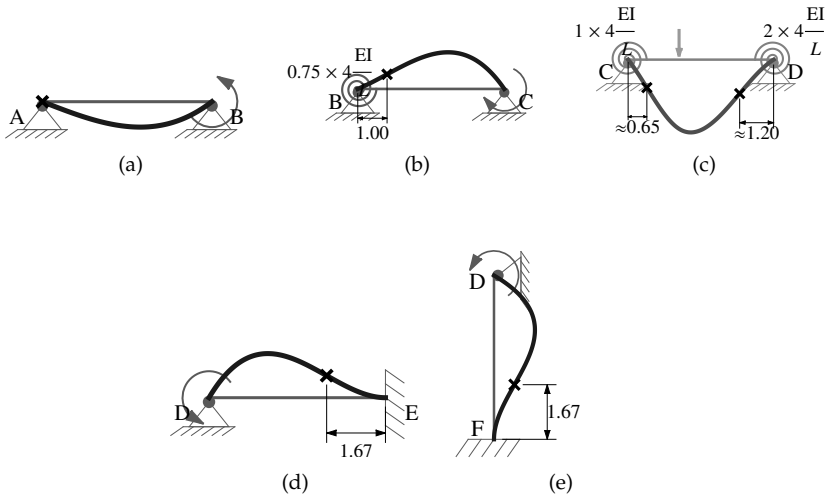 A
B
(a)
0.75 × 4 EI/L
B
C
1.00
(b)
1 × 4 EI/L
2 × 4 EI/L
C
D
≈0.65
≈1.20
(c)
D
E
1.67
(d)
D
F
1.67
(e)